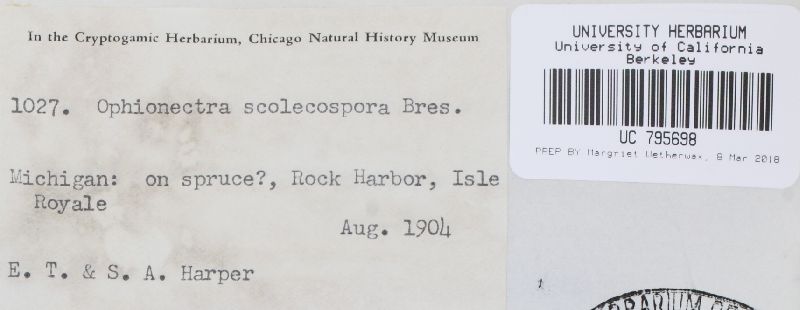 In the Cryptogamic Herbarium, Chicago Natural History Museum
1027. Ophionectra scolecospora Bres.
Michigan: on spruce?, Rock Harbor, Isle
Royale
Aug. 1904
E. T. & S. A. Harper
UNIVERSITY HERBARIUM
University of California
Berkeley
UC 795698
PREP BY Margriet Wetherwax, 8 Mar 2018